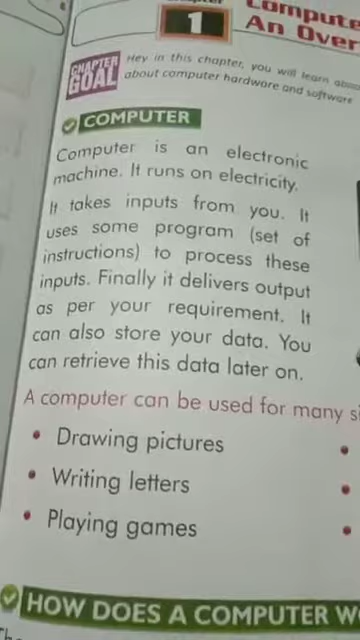 1
An Over
CHAPTER
GOAL
Hey in this chapter, you will learn
about computer hardware and software
COMPUTER
Computer is an electronic
machine. It runs on electricity.
It takes inputs from you. It
uses some program (set of
instructions) to process these
inputs. Finally it delivers output
as per your requirement. It
can also store your data. You
can retrieve this data later on.
A computer can be used for many
• Drawing pictures
• Writing letters
• Playing games
HOW DOES A COMPUTER